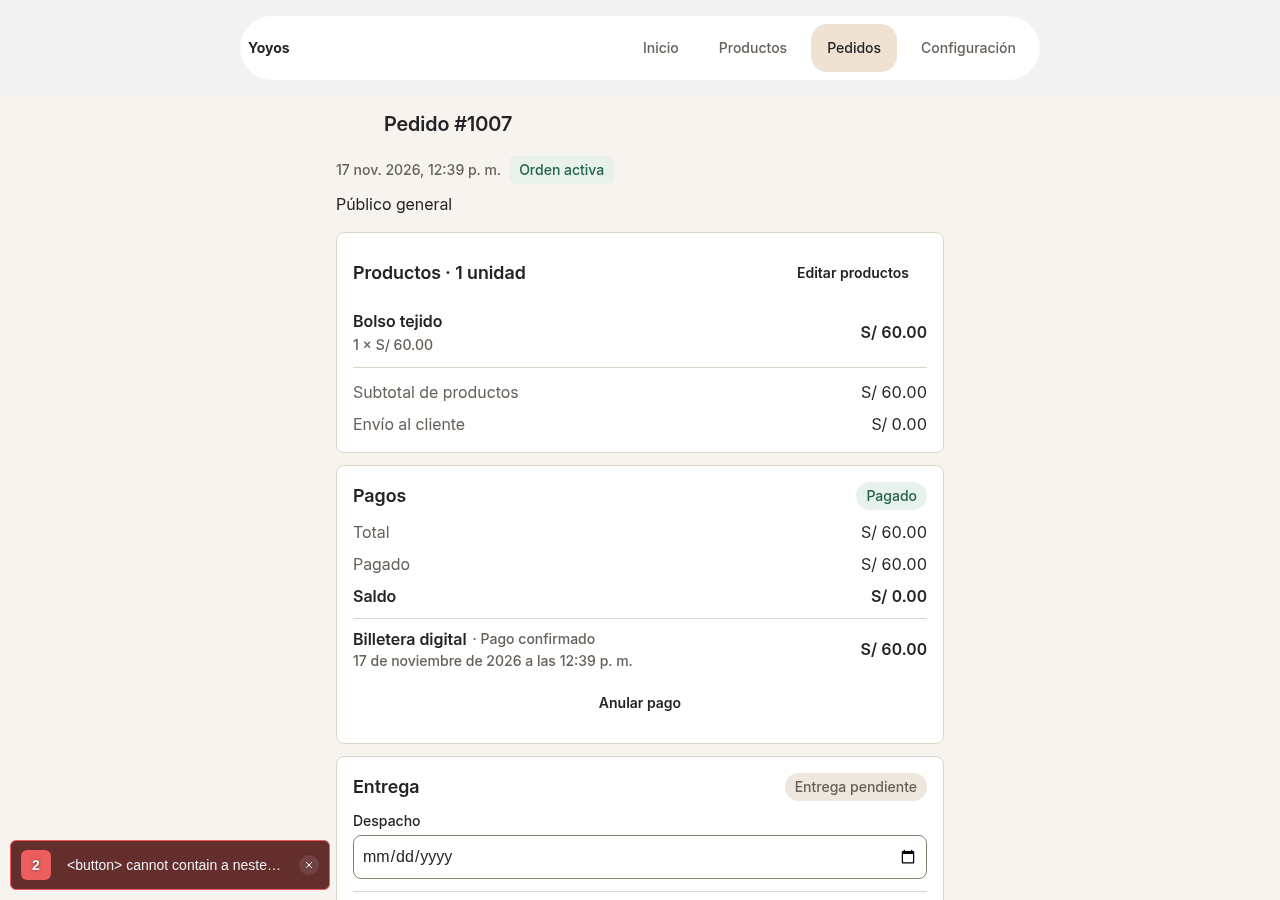 Yoyos
Inicio
Productos
Pedidos
Configuración
Pedido #1007
17 nov. 2026, 12:39 p. m.
Orden activa
Público general
Productos · 1 unidad
Editar productos
Bolso tejido
1 × S/ 60.00
S/ 60.00
Subtotal de productos
S/ 60.00
Envío al cliente
S/ 0.00
Pagos
Pagado
Total
S/ 60.00
Pagado
S/ 60.00
Saldo
S/ 0.00
Billetera digital · Pago confirmado
17 de noviembre de 2026 a las 12:39 p. m.
S/ 60.00
Anular pago
Entrega
Entrega pendiente
Despacho
mm/dd/yyyy
2
<button> cannot contain a neste…